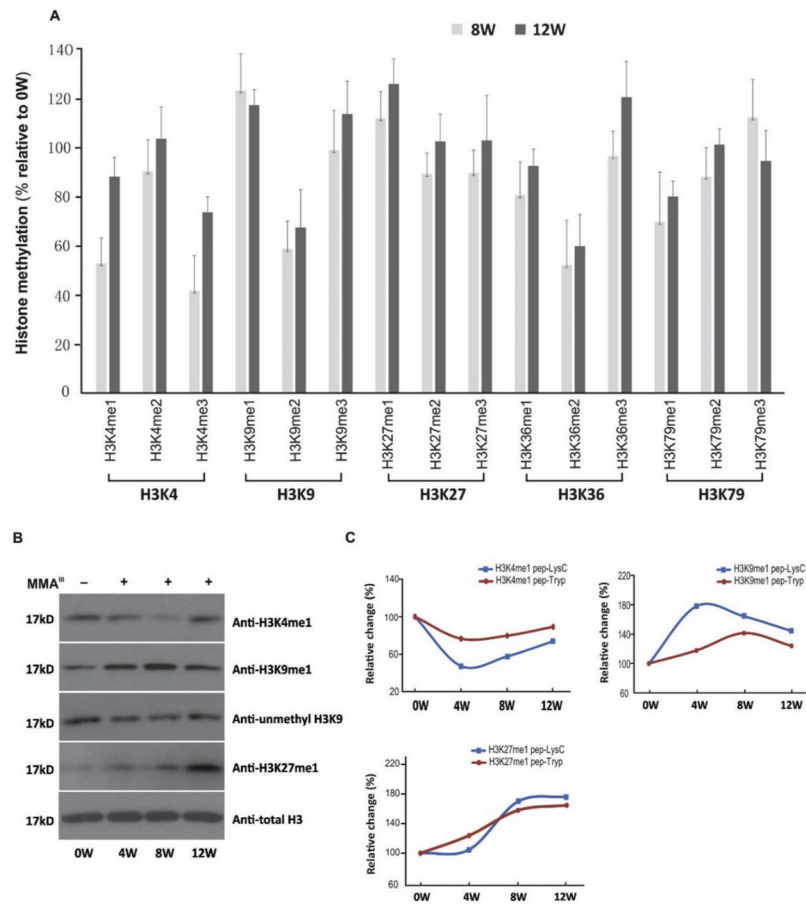 A
8W 12W
Histone methylation (% relative to 0W)
140
120
100
80
60
40
20
0
H3K4me1
H3K4me2
H3K4me3
H3K9me1
H3K9me2
H3K9me3
H3K27me1
H3K27me2
H3K27me3
H3K36me1
H3K36me2
H3K36me3
H3K79me1
H3K79me2
H3K79me3
H3K4 H3K9 H3K27 H3K36 H3K79
B
MMAᴵᴵᴵ – + + +
17kD Anti-H3K4me1
17kD Anti-H3K9me1
17kD Anti-unmethyl H3K9
17kD Anti-H3K27me1
17kD Anti-total H3
0W 4W 8W 12W
C
H3K4me1 pep-LysC
H3K4me1 pep-Tryp
Relative change (%)
140
100
60
20
0W 4W 8W 12W
H3K9me1 pep-LysC
H3K9me1 pep-Tryp
Relative change (%)
220
180
140
100
60
0W 4W 8W 12W
H3K27me1 pep-LysC
H3K27me1 pep-Tryp
Relative change (%)
220
180
140
100
60
0W 4W 8W 12W